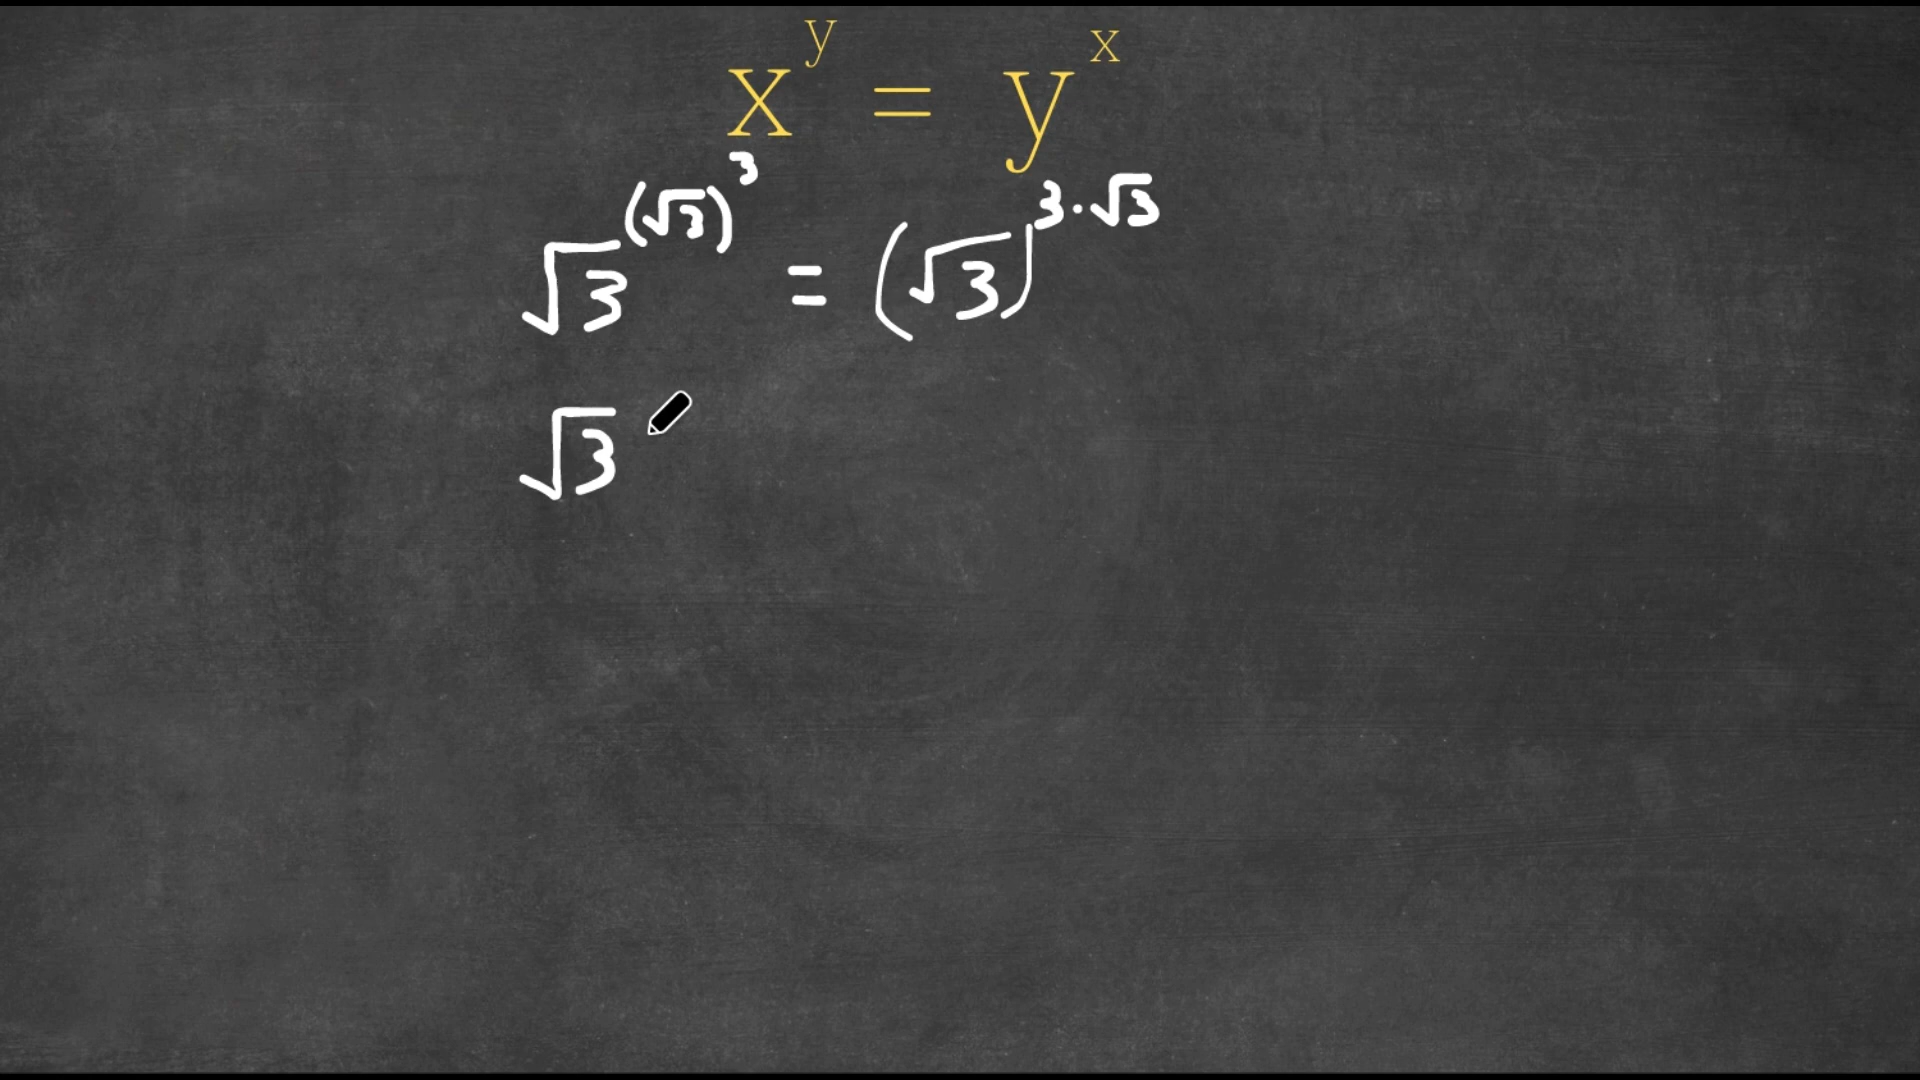 x^y = y^x
√3^(√3)^3 = (√3)^3·√3
√3